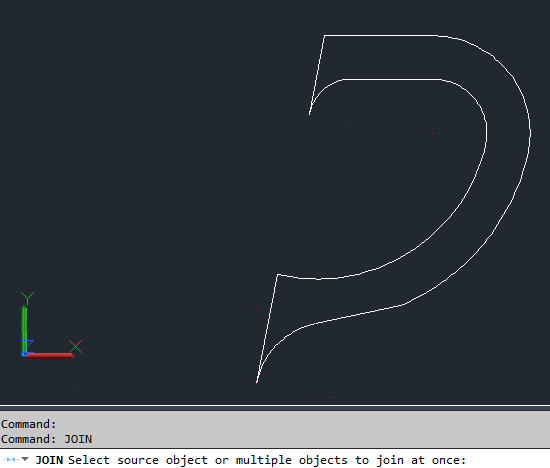 Y
X
Command:
Command: JOIN
JOIN Select source object or multiple objects to join at once: